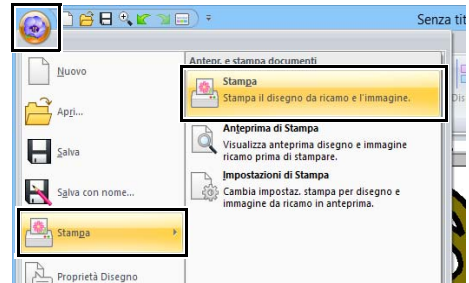 Senza tit
Nuovo
Apri...
Salva
Salva con nome...
Stampa
Proprietà Disegno
Antepr. e stampa documenti
Stampa
Stampa il disegno da ricamo e l'immagine.
Anteprima di Stampa
Visualizza anteprima disegno e immagine
ricamo prima di stampare.
Impostazioni di Stampa
Cambia impostaz. stampa per disegno e
immagine da ricamo in anteprima.
Dis